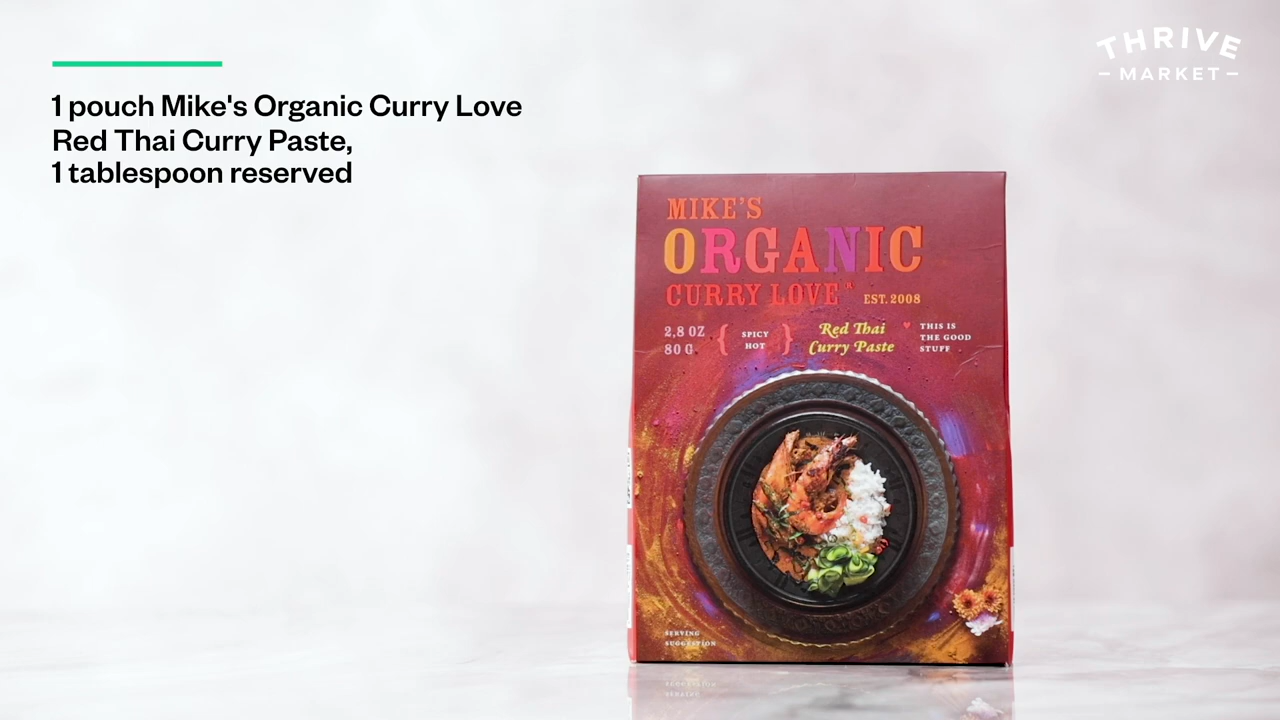 THRIVE
MARKET
1 pouch Mike's Organic Curry Love
Red Thai Curry Paste,
1 tablespoon reserved
MIKE'S
ORGANIC
CURRY LOVE®
EST. 2008
2,8 OZ
80 G
SPICY
HOT
Red Thai
Curry Paste
THIS IS
THE GOOD
STUFF
SERVING
SUGGESTION